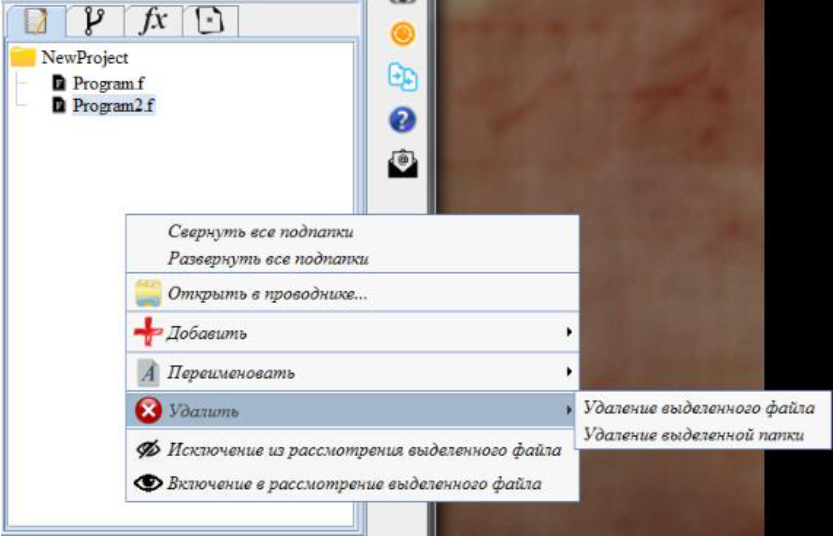 fx
NewProject
Program.f
Program2.f
Свернуть все подпапки
Развернуть все подпапки
Открыть в проводнике...
Добавить
Переименовать
Удалить
Удаление выделенного файла
Удаление выделенной папки
Исключение из рассмотрения выделенного файла
Включение в рассмотрение выделенного файла